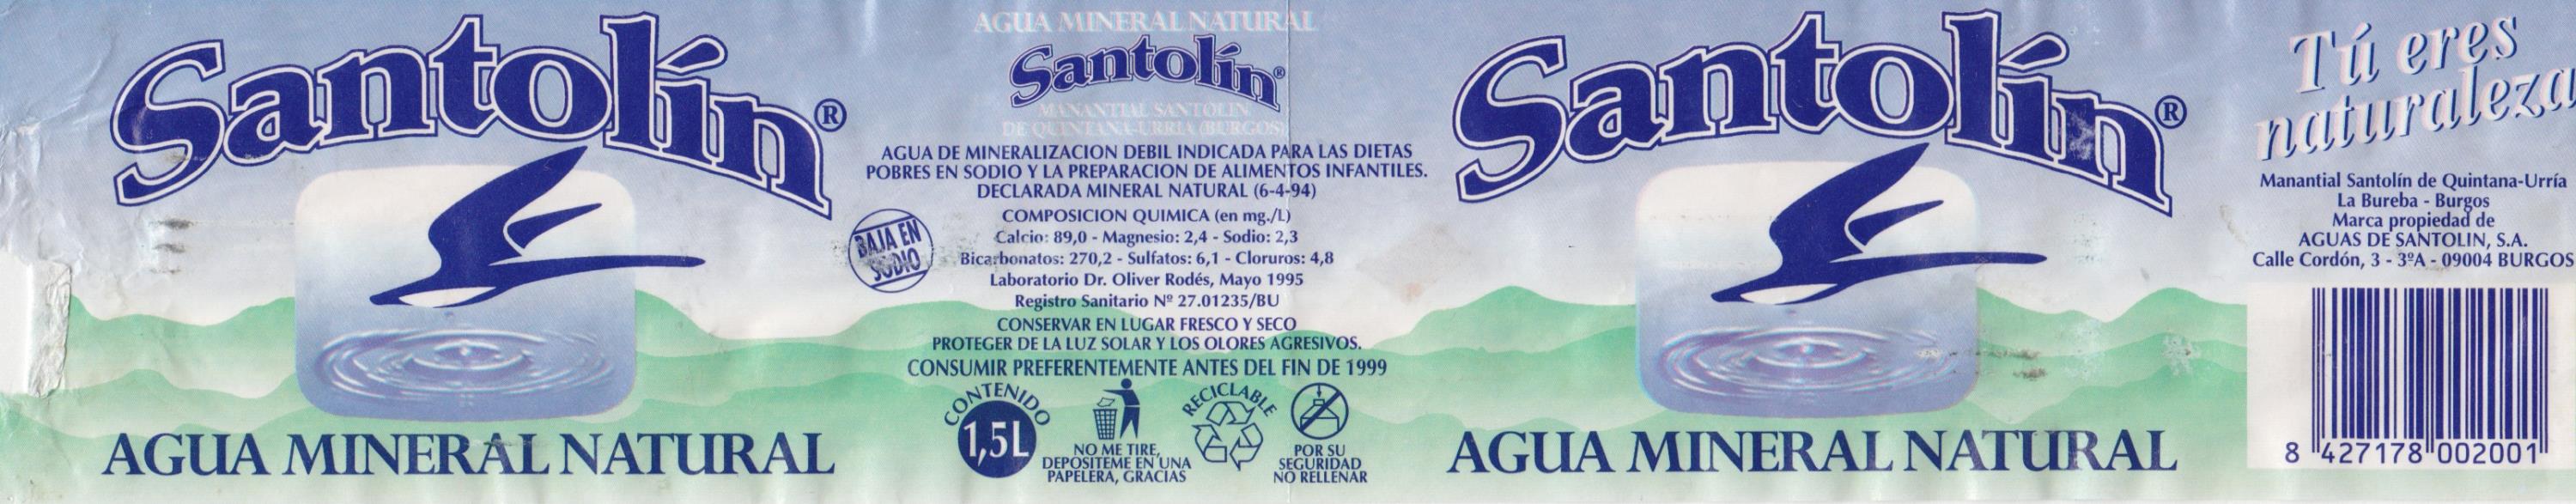 Santolín®
AGUA MINERAL NATURAL
AGUA MINERAL NATURAL
Santolín®
MANANTIAL SANTOLIN
DE QUINTANA-URRIA (BURGOS)
AGUA DE MINERALIZACION DEBIL INDICADA PARA LAS DIETAS
POBRES EN SODIO Y LA PREPARACION DE ALIMENTOS INFANTILES.
DECLARADA MINERAL NATURAL (6-4-94)
BAJA EN
SODIO
COMPOSICION QUIMICA (en mg./L)
Calcio: 89,0 - Magnesio: 2,4 - Sodio: 2,3
Bicarbonatos: 270,2 - Sulfatos: 6,1 - Cloruros: 4,8
Laboratorio Dr. Oliver Rodés, Mayo 1995
Registro Sanitario Nº 27.01235/BU
CONSERVAR EN LUGAR FRESCO Y SECO
PROTEGER DE LA LUZ SOLAR Y LOS OLORES AGRESIVOS.
CONSUMIR PREFERENTEMENTE ANTES DEL FIN DE 1999
CONTENIDO
1,5L
NO ME TIRE,
DEPOSITEME EN UNA
PAPELERA, GRACIAS
RECICLABLE
POR SU
SEGURIDAD
NO RELLENAR
Santolín®
AGUA MINERAL NATURAL
Tú eres
naturaleza
Manantial Santolín de Quintana-Urría
La Bureba - Burgos
Marca propiedad de
AGUAS DE SANTOLIN, S.A.
Calle Cordón, 3 - 3ºA - 09004 BURGOS
8 427178 002001